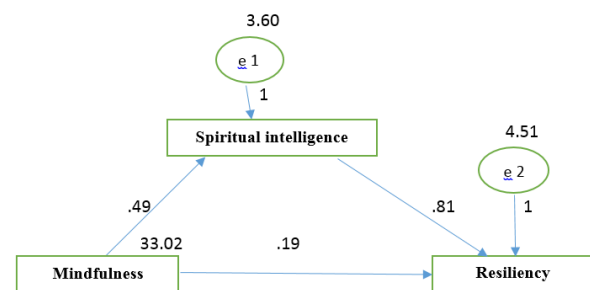 3.60
e 1
1
Spiritual intelligence
4.51
e 2
.49
.81
1
33.02
.19
Mindfulness
Resiliency